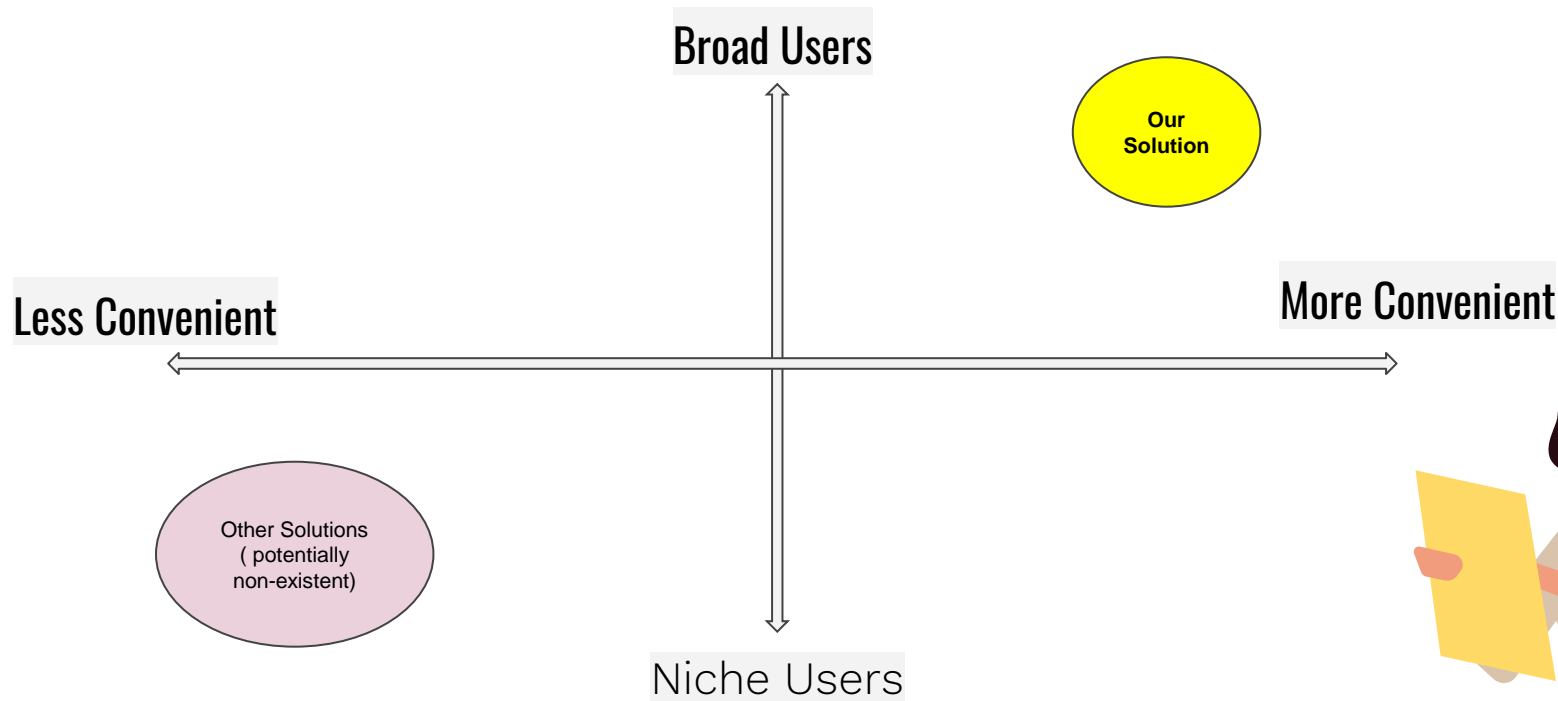 Broad Users
Our
Solution
Less Convenient
More Convenient
Other Solutions
( potentially
non-existent)
Niche Users